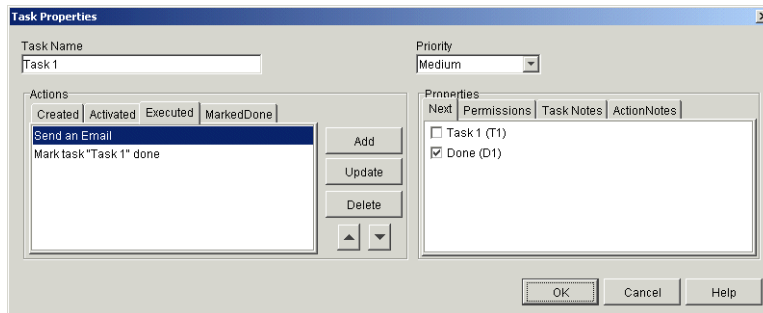 Task Properties
Task Name
Priority
Task 1
Medium
Actions
Properties
Created
Activated
Executed
MarkedDone
Next
Permissions
Task Notes
ActionNotes
Send an Email
Mark task "Task 1" done
Add
Update
Delete
Task 1 (T1)
Done (D1)
OK
Cancel
Help